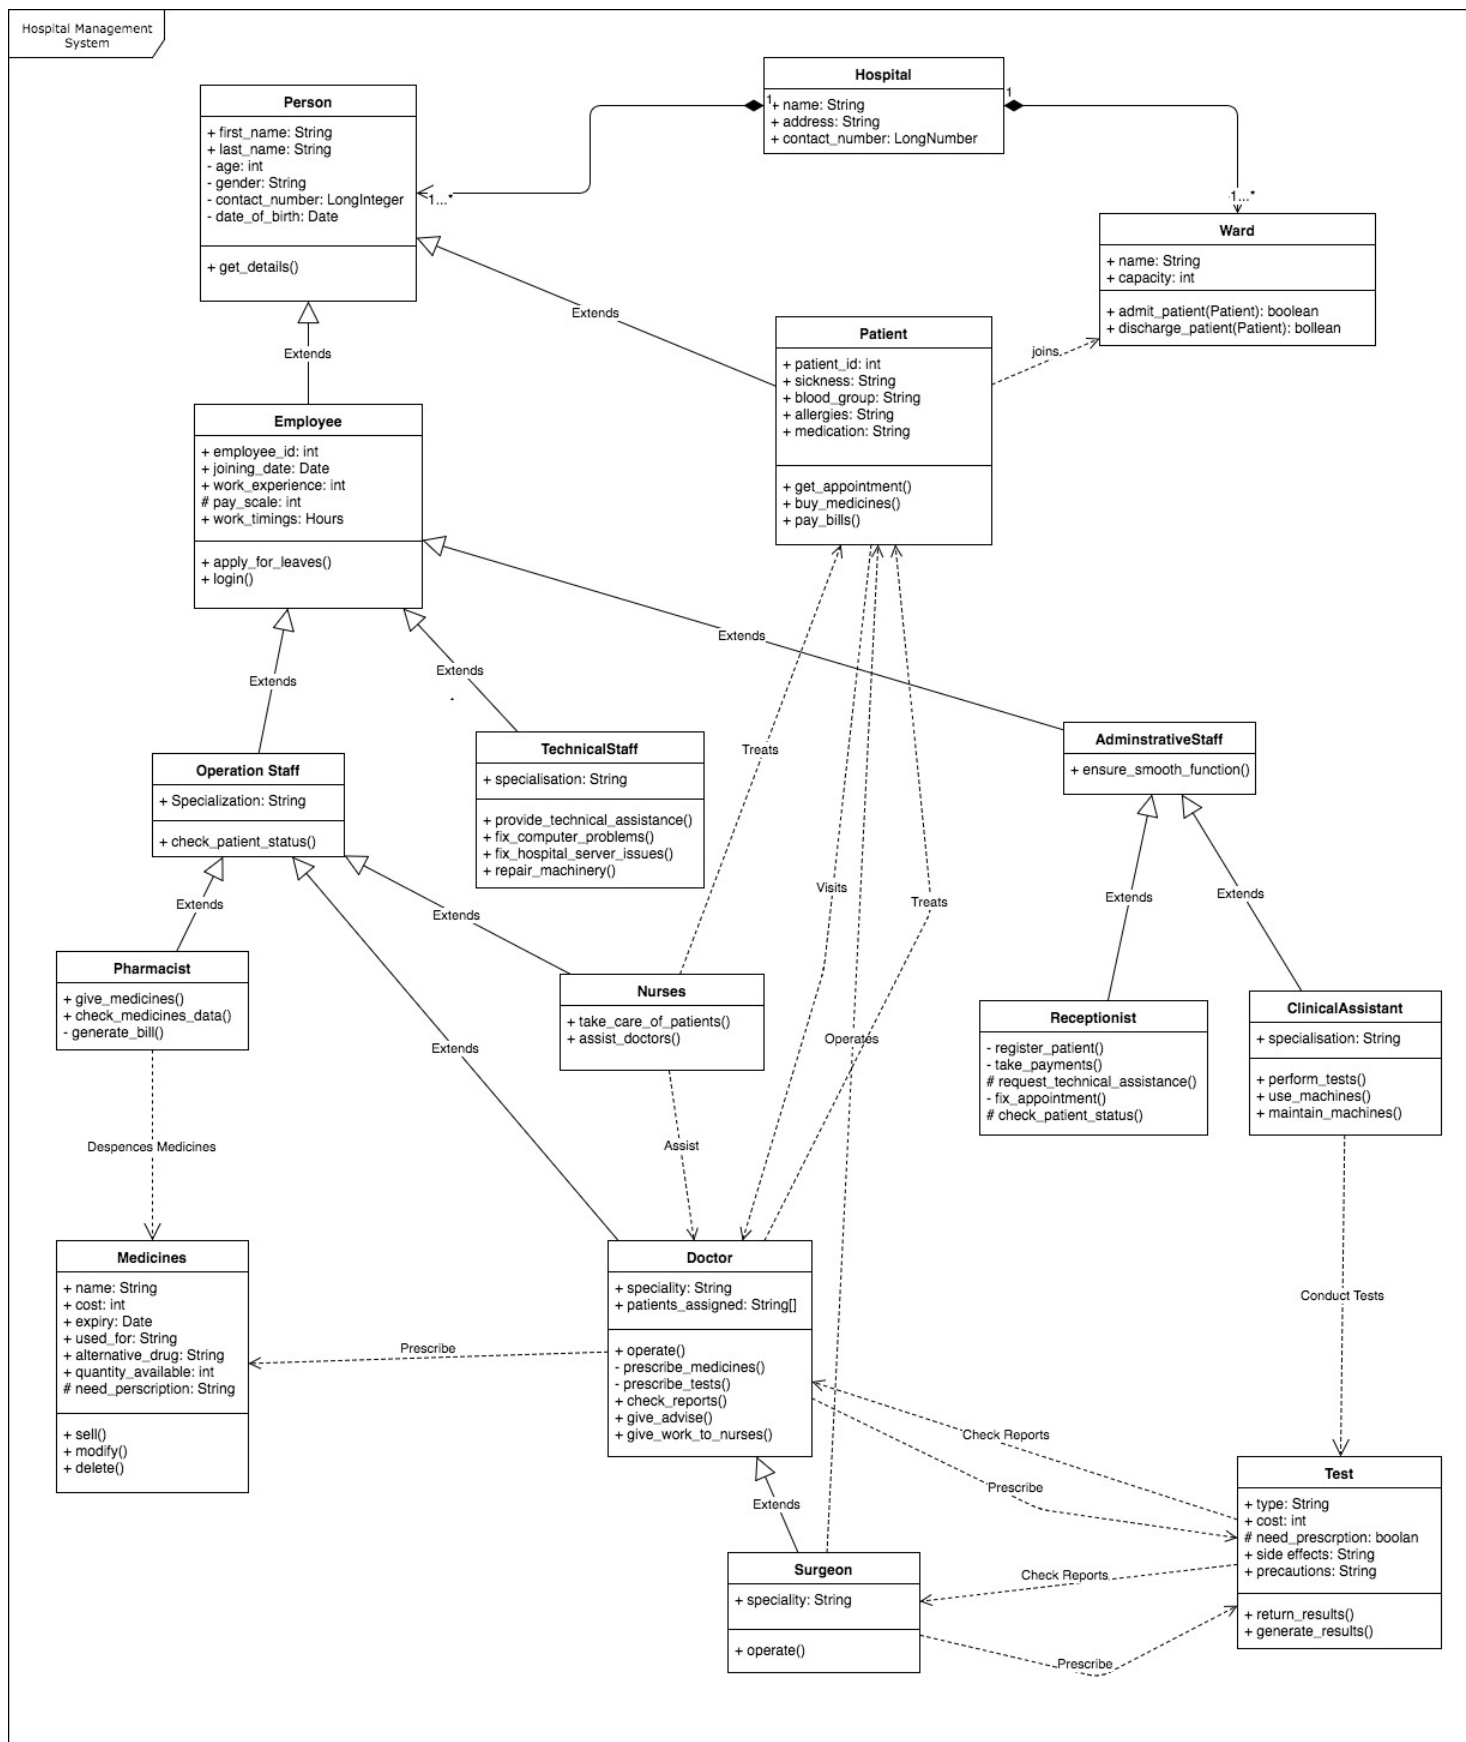 Hospital Management
System
Hospital
+ name: String
+ address: String
+ contact_number: LongNumber
1
1
1...*
1...*
Person
+ first_name: String
+ last_name: String
- age: int
- gender: String
- contact_number: LongInteger
- date_of_birth: Date
+ get_details()
Ward
+ name: String
+ capacity: int
+ admit_patient(Patient): boolean
+ discharge_patient(Patient): bollean
Extends
Extends
joins
Patient
+ patient_id: int
+ sickness: String
+ blood_group: String
+ allergies: String
+ medication: String
+ get_appointment()
+ buy_medicines()
+ pay_bills()
Employee
+ employee_id: int
+ joining_date: Date
+ work_experience: int
# pay_scale: int
+ work_timings: Hours
+ apply_for_leaves()
+ login()
Extends
Extends
Extends
Operation Staff
+ Specialization: String
+ check_patient_status()
TechnicalStaff
+ specialisation: String
+ provide_technical_assistance()
+ fix_computer_problems()
+ fix_hospital_server_issues()
+ repair_machinery()
Treats
AdminstrativeStaff
+ ensure_smooth_function()
Visits
Treats
Extends
Extends
Extends
Extends
Extends
Operates
Pharmacist
+ give_medicines()
+ check_medicines_data()
- generate_bill()
Nurses
+ take_care_of_patients()
+ assist_doctors()
Receptionist
- register_patient()
- take_payments()
# request_technical_assistance()
- fix_appointment()
# check_patient_status()
ClinicalAssistant
+ specialisation: String
+ perform_tests()
+ use_machines()
+ maintain_machines()
Despences Medicines
Assist
Conduct Tests
Medicines
+ name: String
+ cost: int
+ expiry: Date
+ used_for: String
+ alternative_drug: String
+ quantity_available: int
# need_perscription: String
+ sell()
+ modify()
+ delete()
Prescribe
Doctor
+ speciality: String
+ patients_assigned: String[]
+ operate()
- prescribe_medicines()
- prescribe_tests()
+ check_reports()
+ give_advise()
+ give_work_to_nurses()
Check Reports
Prescribe
Extends
Test
+ type: String
+ cost: int
# need_prescrption: boolan
+ side effects: String
+ precautions: String
+ return_results()
+ generate_results()
Check Reports
Prescribe
Surgeon
+ speciality: String
+ operate()